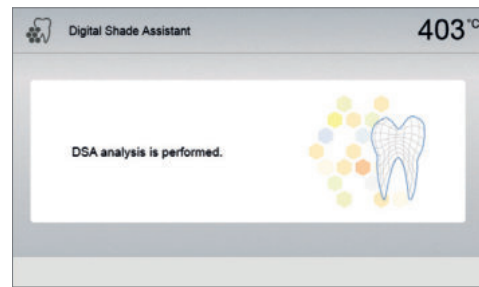 Digital Shade Assistant
403°C
DSA analysis is performed.